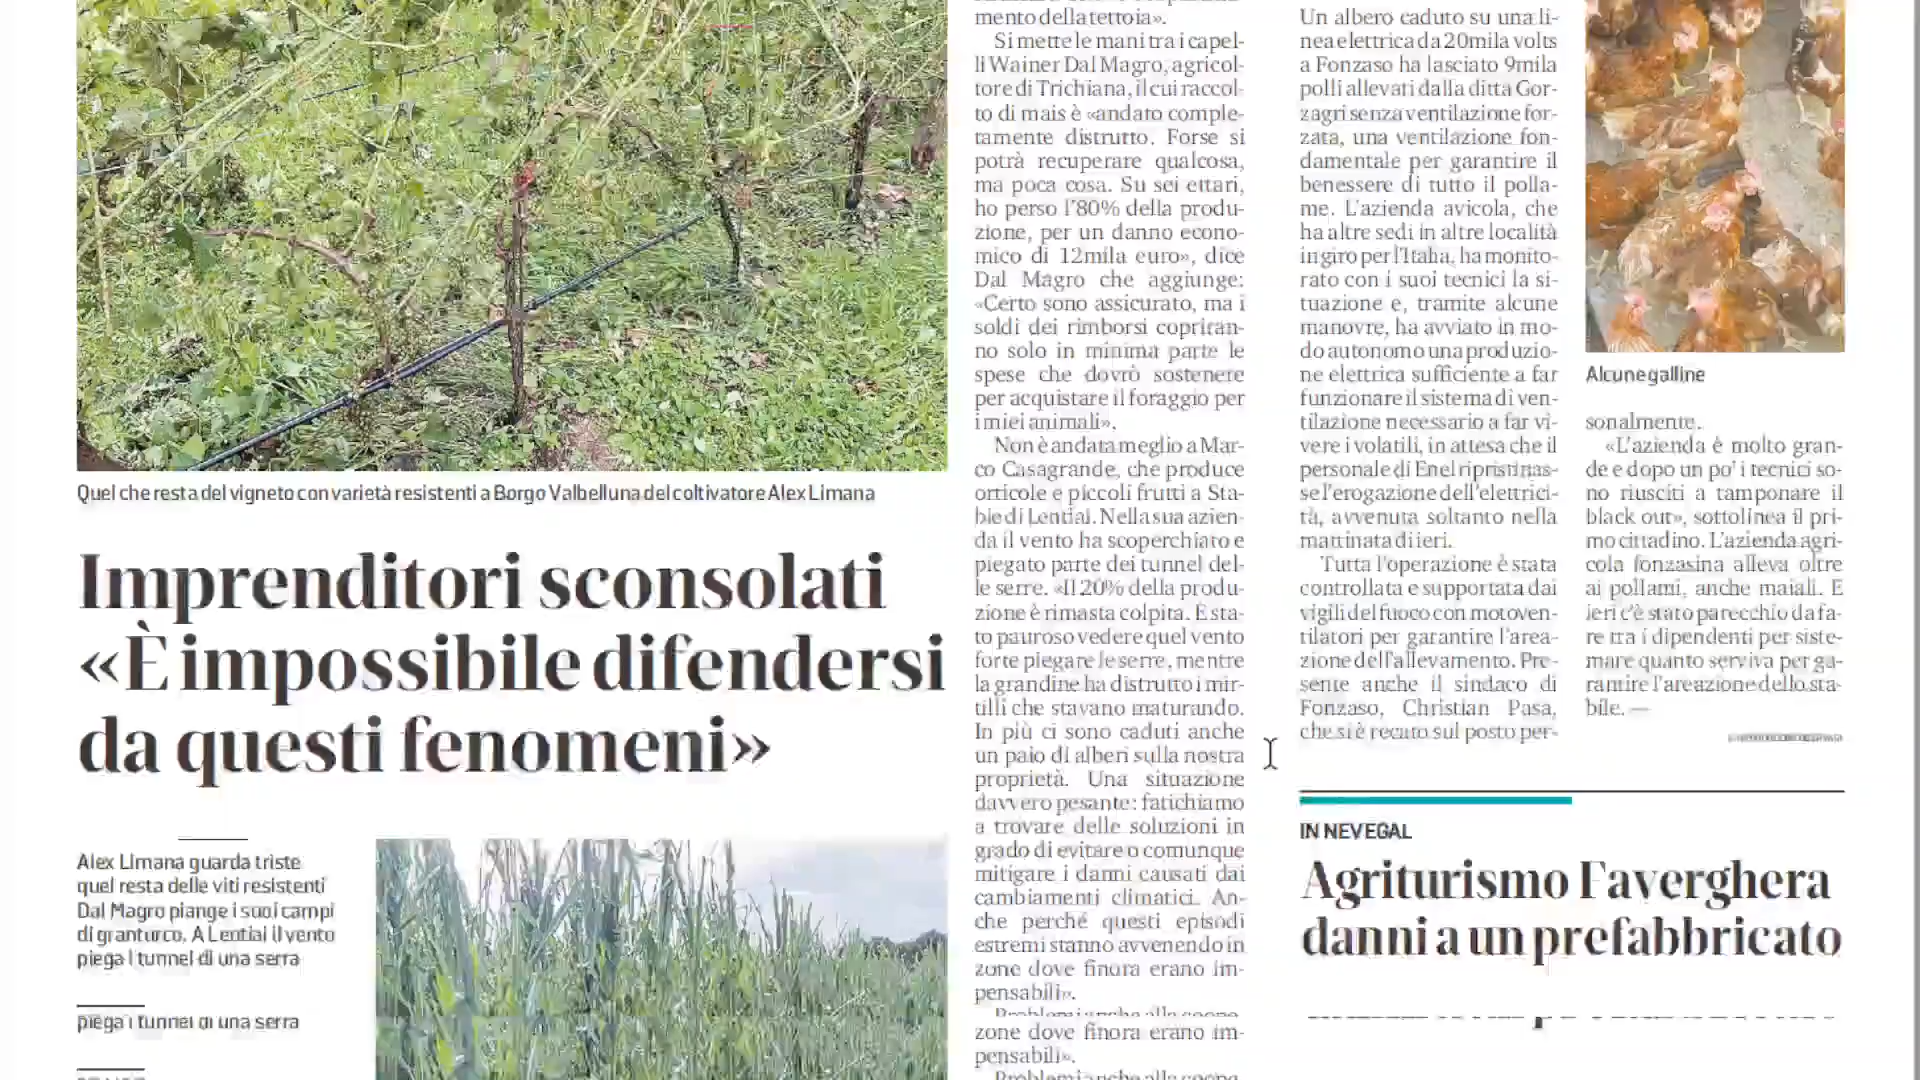 Quel che resta del vigneto con varietà resistenti a Borgo Valbelluna del coltivatore Alex Limana
Imprenditori sconsolati
«È impossibile difendersi
da questi fenomeni»
Alex Limana guarda triste
quel resta delle viti resistenti
Dal Magro piange i suoi campi
di granturco. A Lentiai il vento
piega i tunnel di una serra
piega i tunnel di una serra
mento della tettoia».
Si mette le mani tra i capel-
li Wainer Dal Magro, agricol-
tore di Trichiana, il cui raccol-
to di mais è «andato comple-
tamente distrutto. Forse si
potrà recuperare qualcosa,
ma poca cosa. Su sei ettari,
ho perso l'80% della produ-
zione, per un danno econo-
mico di 12mila euro», dice
Dal Magro che aggiunge:
«Certo sono assicurato, ma i
soldi dei rimborsi copriran-
no solo in minima parte le
spese che dovrò sostenere
per acquistare il foraggio per
i miei animali».
Non è andata meglio a Mar-
co Casagrande, che produce
orticole e piccoli frutti a Sta-
bie di Lentiai. Nella sua azien-
da il vento ha scoperchiato e
piegato parte dei tunnel del-
le serre. «Il 20% della produ-
zione è rimasta colpita. È sta-
to pauroso vedere quel vento
forte piegare le serre, mentre
la grandine ha distrutto i mir-
tilli che stavano maturando.
In più ci sono caduti anche
un paio di alberi sulla nostra
proprietà. Una situazione
davvero pesante: fatichiamo
a trovare delle soluzioni in
grado di evitare o comunque
mitigare i danni causati dai
cambiamenti climatici. An-
che perché questi episodi
estremi stanno avvenendo in
zone dove finora erano im-
pensabili».
zone dove finora erano im-
pensabili».
Un albero caduto su una li-
nea elettrica da 20mila volts
a Fonzaso ha lasciato 9mila
polli allevati dalla ditta Gor-
zagri senza ventilazione for-
zata, una ventilazione fon-
damentale per garantire il
benessere di tutto il polla-
me. L'azienda avicola, che
ha altre sedi in altre località
in giro per l'Italia, ha monito-
rato con i suoi tecnici la si-
tuazione e, tramite alcune
manovre, ha avviato in mo-
do autonomo una produzio-
ne elettrica sufficiente a far
funzionare il sistema di ven-
tilazione necessario a far vi-
vere i volatili, in attesa che il
personale di Enel ripristinas-
se l'erogazione dell'elettrici-
tà, avvenuta soltanto nella
mattinata di ieri.
Tutta l'operazione è stata
controllata e supportata dai
vigili del fuoco con motoven-
tilatori per garantire l'area-
zione dell'allevamento. Pre-
sente anche il sindaco di
Fonzaso, Christian Pasa,
che si è recato sul posto per-
Alcune galline
sonalmente.
«L'azienda è molto gran-
de e dopo un po' i tecnici so-
no riusciti a tamponare il
black out», sottolinea il pri-
mo cittadino. L'azienda agri-
cola fonzasina alleva oltre
ai pollami, anche maiali. E
ieri c'è stato parecchio da fa-
re tra i dipendenti per siste-
mare quanto serviva per ga-
rantire l'areazione dello sta-
bile. —
IN NEVEGAL
Agriturismo Faverghera
danni a un prefabbricato